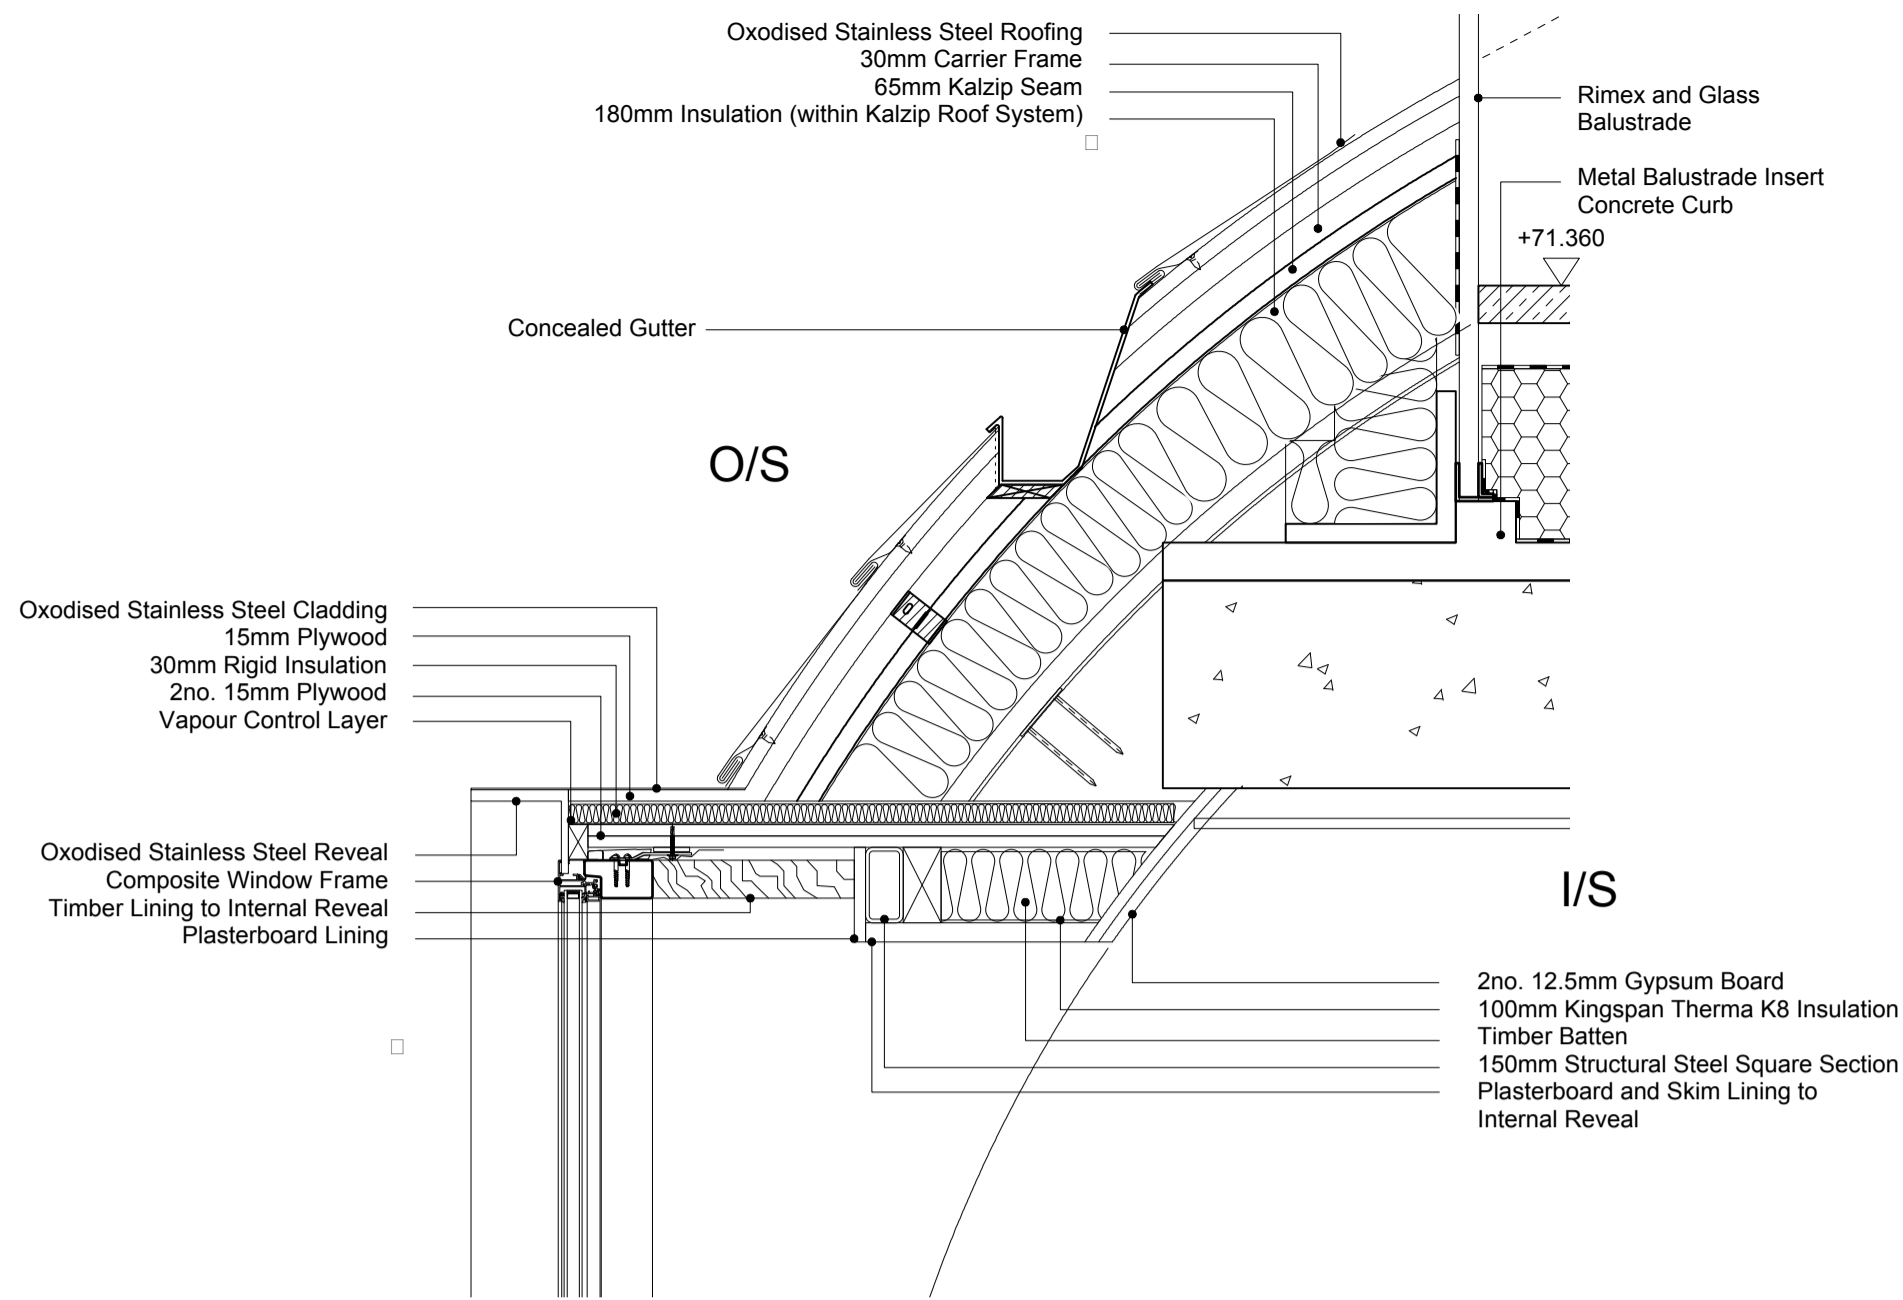 Oxodised Stainless Steel Roofing
30mm Carrier Frame
65mm Kalzip Seam
180mm Insulation (within Kalzip Roof System)
Rimex and Glass
Balustrade
Metal Balustrade Insert
Concrete Curb
+71.360
Concealed Gutter
O/S
Oxodised Stainless Steel Cladding
15mm Plywood
30mm Rigid Insulation
2no. 15mm Plywood
Vapour Control Layer
Oxodised Stainless Steel Reveal
Composite Window Frame
Timber Lining to Internal Reveal
Plasterboard Lining
I/S
2no. 12.5mm Gypsum Board
100mm Kingspan Therma K8 Insulation
Timber Batten
150mm Structural Steel Square Section
Plasterboard and Skim Lining to
Internal Reveal